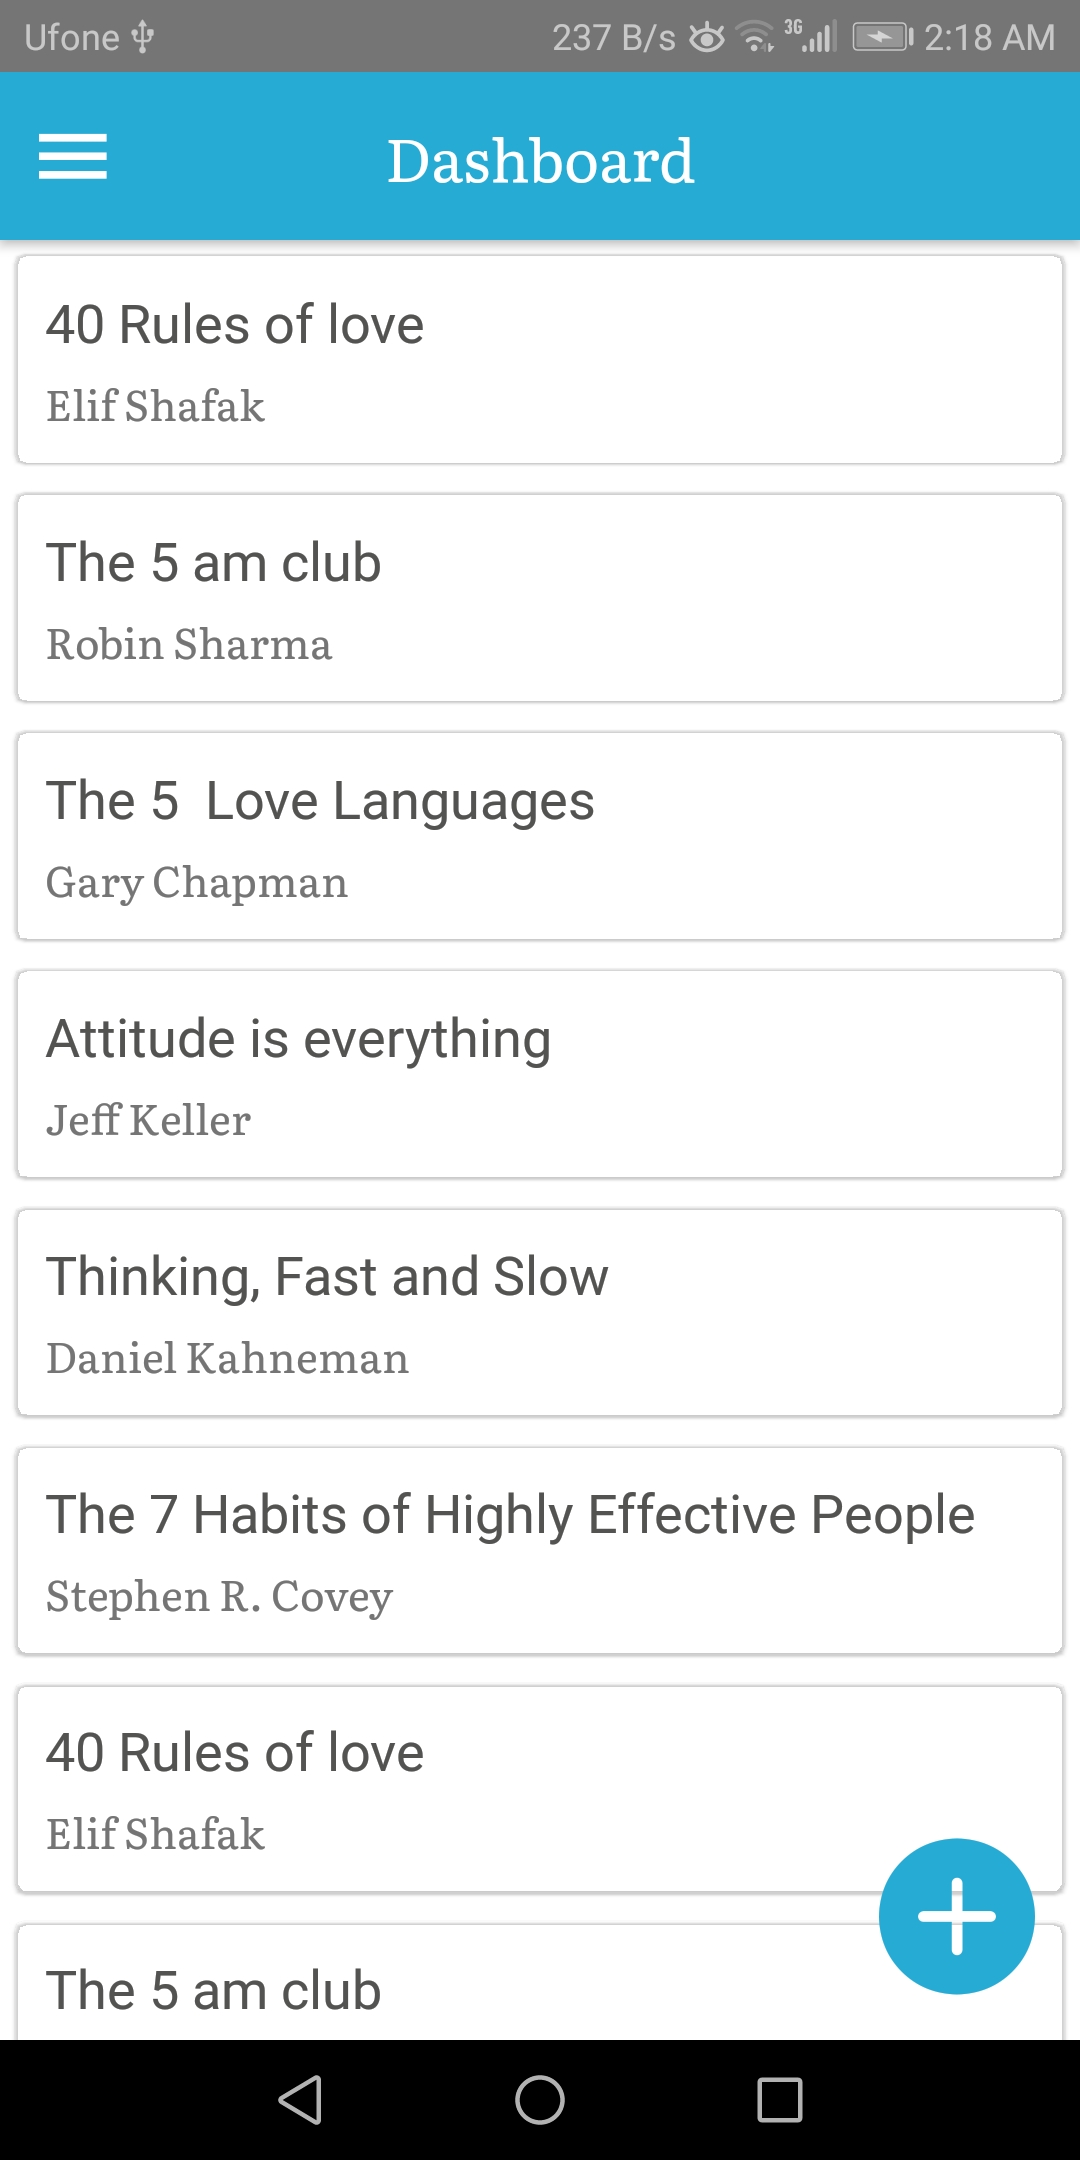 Ufone 237 B/s 3G 2:18 AM
Dashboard
40 Rules of love
Elif Shafak
The 5 am club
Robin Sharma
The 5  Love Languages
Gary Chapman
Attitude is everything
Jeff Keller
Thinking, Fast and Slow
Daniel Kahneman
The 7 Habits of Highly Effective People
Stephen R. Covey
40 Rules of love
Elif Shafak
The 5 am club